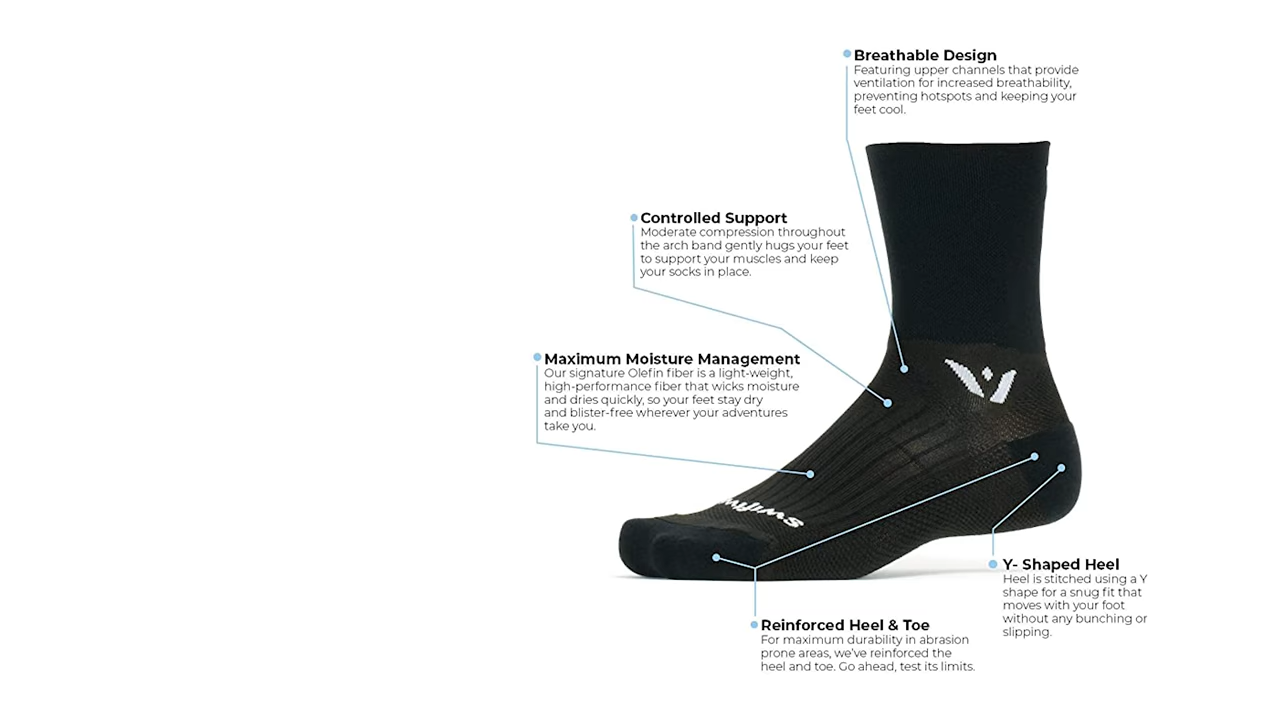 Breathable Design
Featuring upper channels that provide
ventilation for increased breathability,
preventing hotspots and keeping your
feet cool.
Controlled Support
Moderate compression throughout
the arch band gently hugs your feet
to support your muscles and keep
your socks in place.
Maximum Moisture Management
Our signature Olefin fiber is a light-weight,
high-performance fiber that wicks moisture
and dries quickly, so your feet stay dry
and blister-free wherever your adventures
take you.
Y- Shaped Heel
Heel is stitched using a Y
shape for a snug fit that
moves with your foot
without any bunching or
slipping.
Reinforced Heel & Toe
For maximum durability in abrasion
prone areas, we've reinforced the
heel and toe. Go ahead, test its limits.